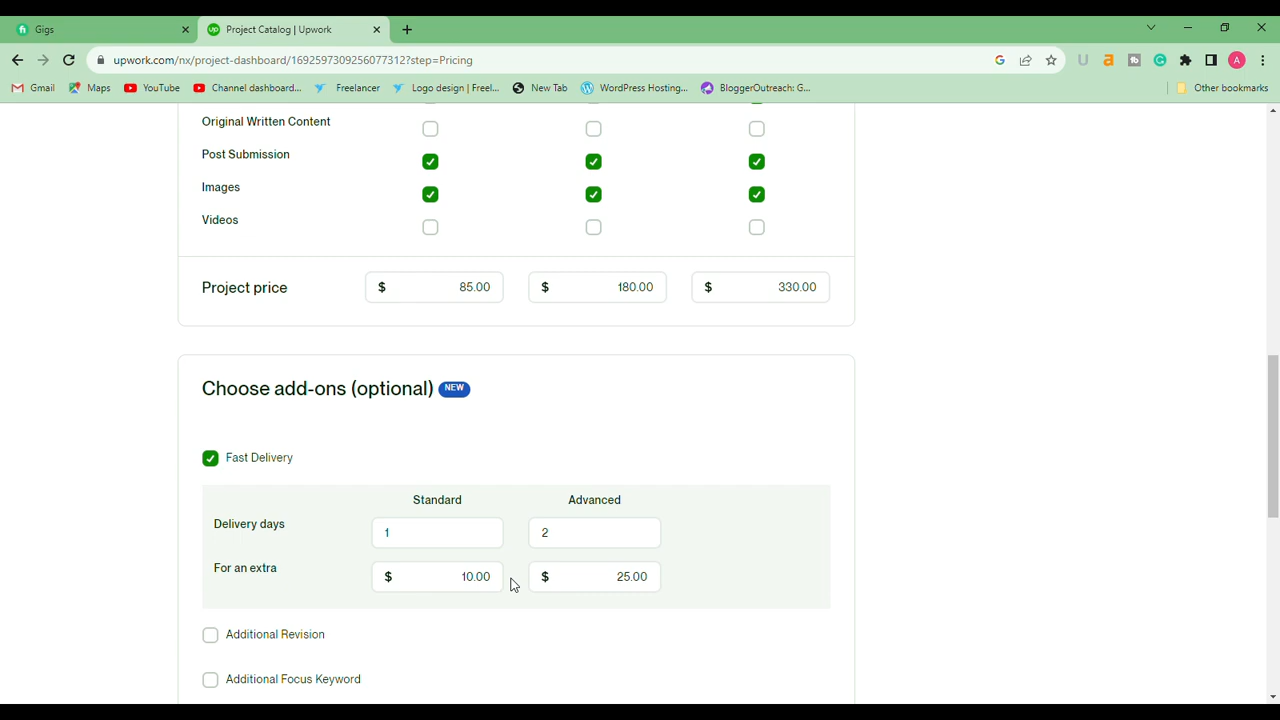 Gigs
Project Catalog | Upwork
upwork.com/nx/project-dashboard/1692597309256077312?step=Pricing
Gmail Maps YouTube Channel dashboard... Freelancer Logo design | Freel... New Tab WordPress Hosting,... BloggerOutreach: G... Other bookmarks
Original Written Content
Post Submission
Images
Videos
Project price $ 85.00 $ 180.00 $ 330.00
Choose add-ons (optional) NEW
Fast Delivery
Standard Advanced
Delivery days 1 2
For an extra $ 10.00 $ 25.00
Additional Revision
Additional Focus Keyword